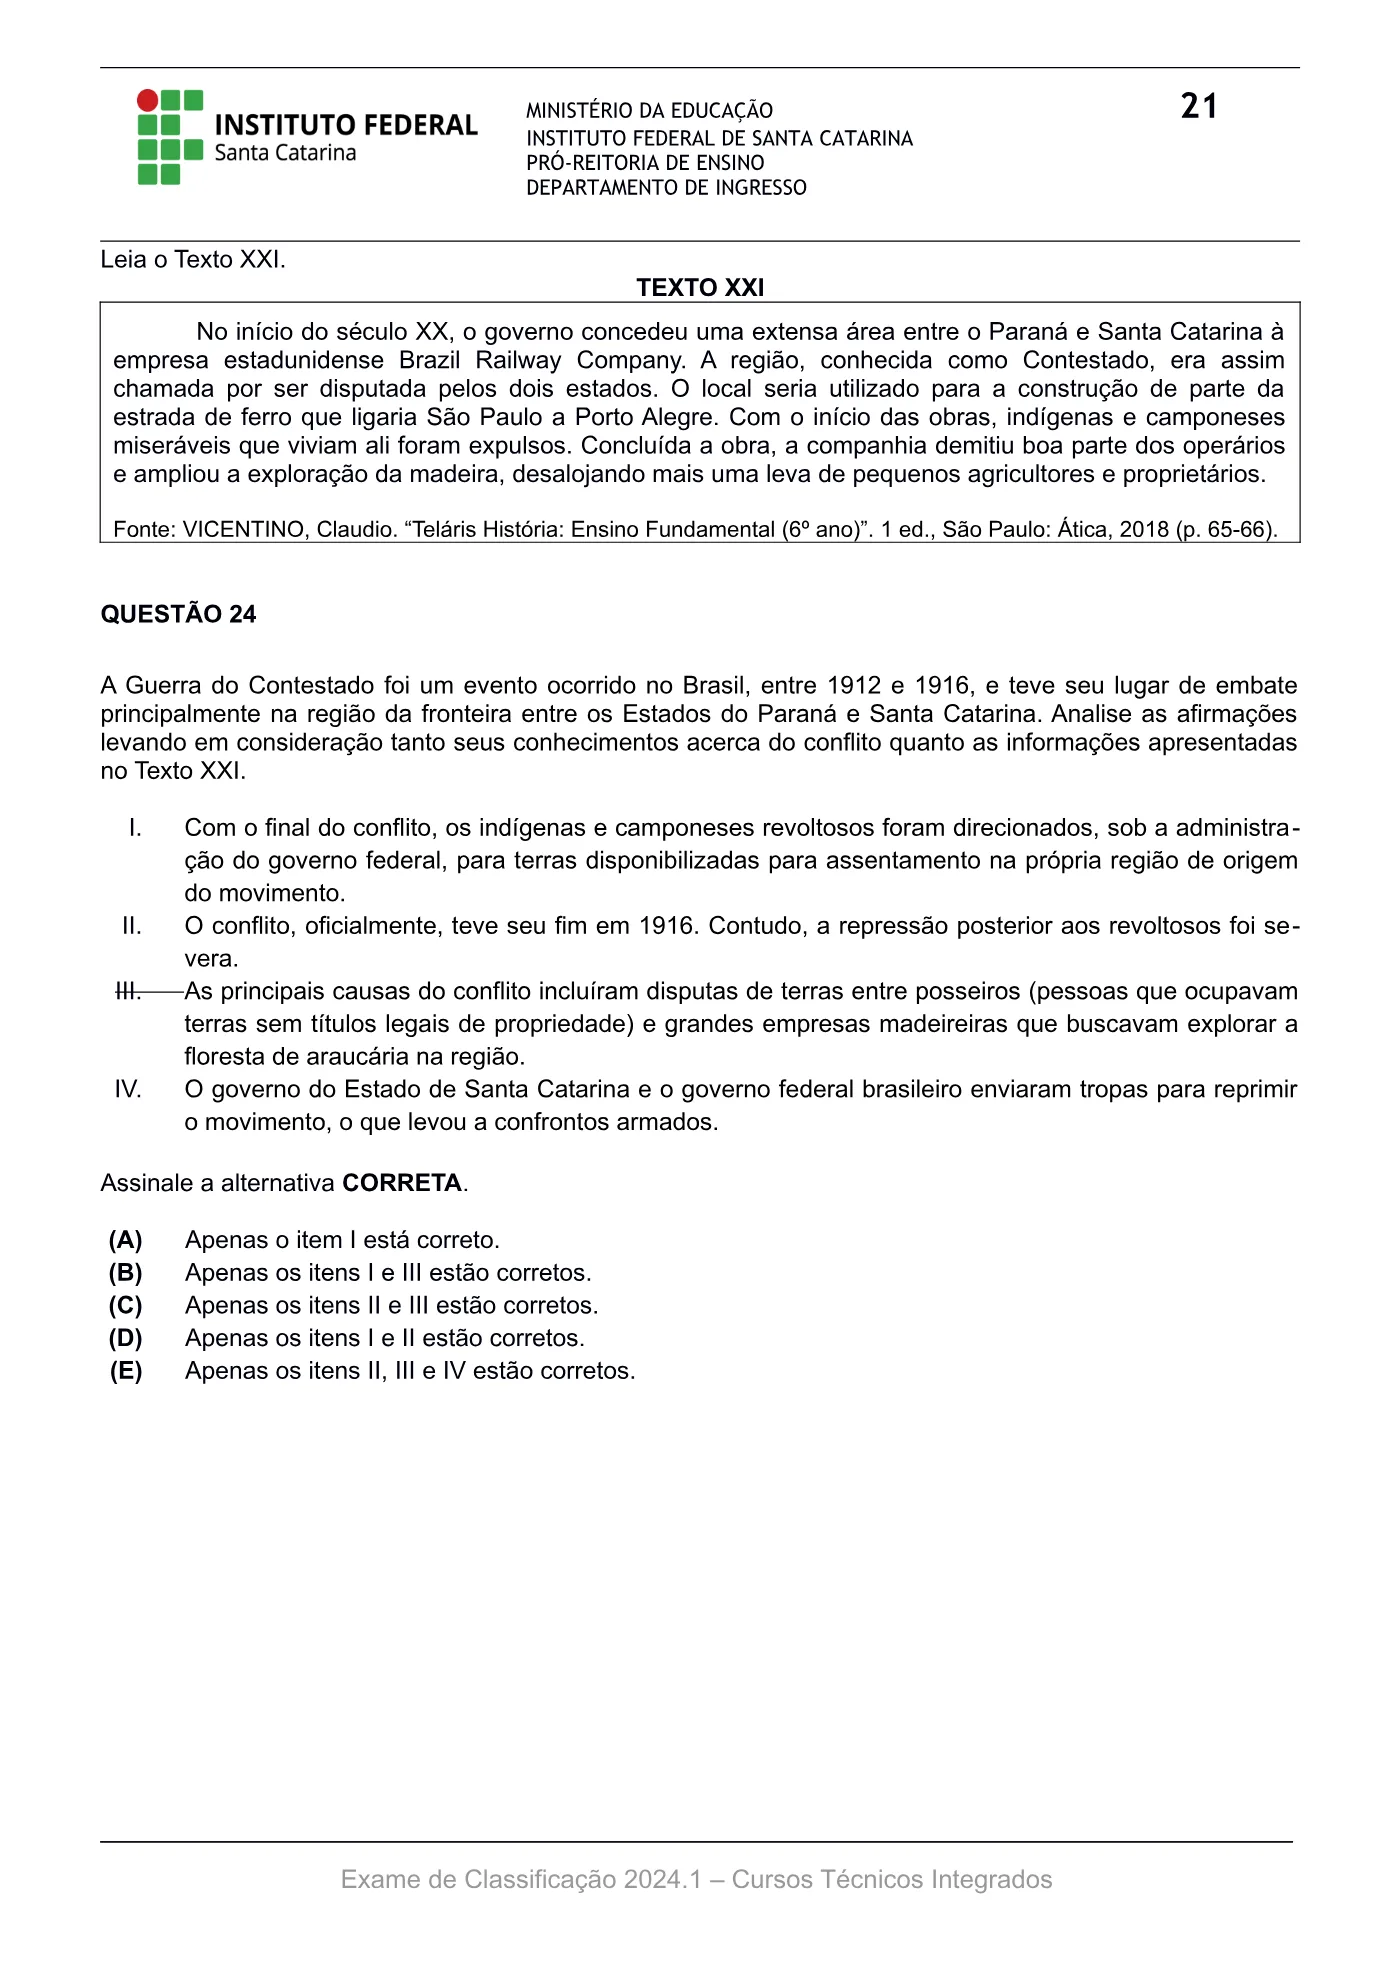 INSTITUTO FEDERAL
Santa Catarina
MINISTÉRIO DA EDUCAÇÃO
INSTITUTO FEDERAL DE SANTA CATARINA
PRÓ-REITORIA DE ENSINO
DEPARTAMENTO DE INGRESSO
21
Leia o Texto XXI.
TEXTO XXI
No início do século XX, o governo concedeu uma extensa área entre o Paraná e Santa Catarina à
empresa estadunidense Brazil Railway Company. A região, conhecida como Contestado, era assim
chamada por ser disputada pelos dois estados. O local seria utilizado para a construção de parte da
estrada de ferro que ligaria São Paulo a Porto Alegre. Com o início das obras, indígenas e camponeses
miseráveis que viviam ali foram expulsos. Concluída a obra, a companhia demitiu boa parte dos operários
e ampliou a exploração da madeira, desalojando mais uma leva de pequenos agricultores e proprietários.
Fonte: VICENTINO, Claudio. “Teláris História: Ensino Fundamental (6º ano)”. 1 ed., São Paulo: Ática, 2018 (p. 65-66).
QUESTÃO 24
A Guerra do Contestado foi um evento ocorrido no Brasil, entre 1912 e 1916, e teve seu lugar de embate
principalmente na região da fronteira entre os Estados do Paraná e Santa Catarina. Analise as afirmações
levando em consideração tanto seus conhecimentos acerca do conflito quanto as informações apresentadas
no Texto XXI.
I. Com o final do conflito, os indígenas e camponeses revoltosos foram direcionados, sob a administra-
ção do governo federal, para terras disponibilizadas para assentamento na própria região de origem
do movimento.
II. O conflito, oficialmente, teve seu fim em 1916. Contudo, a repressão posterior aos revoltosos foi se-
vera.
III. As principais causas do conflito incluíram disputas de terras entre posseiros (pessoas que ocupavam
terras sem títulos legais de propriedade) e grandes empresas madeireiras que buscavam explorar a
floresta de araucária na região.
IV. O governo do Estado de Santa Catarina e o governo federal brasileiro enviaram tropas para reprimir
o movimento, o que levou a confrontos armados.
Assinale a alternativa CORRETA.
(A) Apenas o item I está correto.
(B) Apenas os itens I e III estão corretos.
(C) Apenas os itens II e III estão corretos.
(D) Apenas os itens I e II estão corretos.
(E) Apenas os itens II, III e IV estão corretos.
Exame de Classificação 2024.1 – Cursos Técnicos Integrados